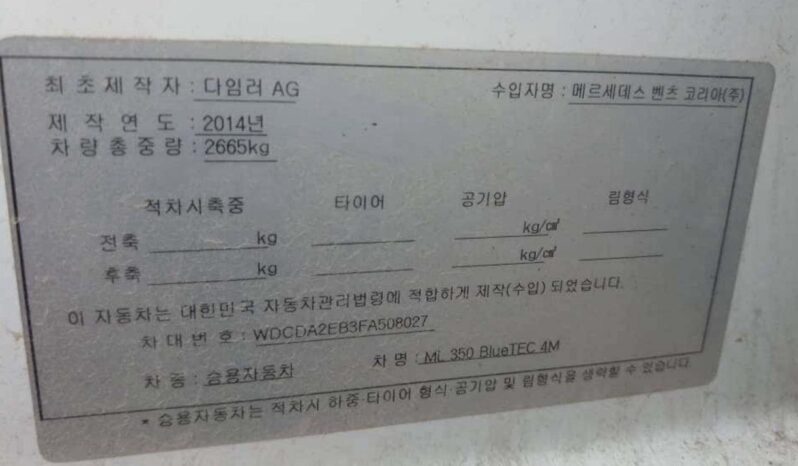 최초제작자 : 다임러 AG 수입자명 : 메르세데스 벤츠 코리아(주)
제작연도 : 2014년
차량총중량 : 2665kg
적차시축중 타이어 공기압 림형식
전축 kg kg/㎠
후축 kg kg/㎠
이 자동차는 대한민국 자동차관리법령에 적합하게 제작(수입) 되었습니다.
차대번호 : WDCDA2EB3FA508027
차종 : 승용자동차 차명 : ML 350 BlueTEC 4M
* 승용자동차는 적차시 하중·타이어 형식·공기압 및 림형식을 생략할 수 있습니다.